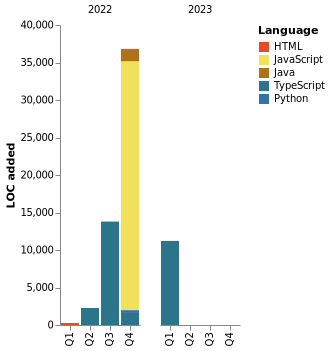 2022 2023
Language
HTML
JavaScript
Java
TypeScript
Python
LOC added
40,000
35,000
30,000
25,000
20,000
15,000
10,000
5,000
0
Q1 Q2 Q3 Q4 Q1 Q2 Q3 Q4